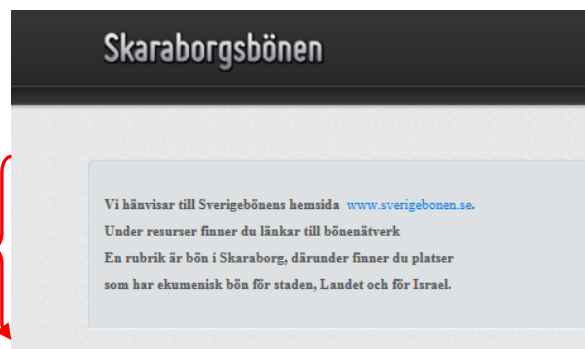 Skaraborgsbönen
Vi hänvisar till Sverigebönens hemsida www.sverigebonen.se.
Under resurser finner du länkar till bönenätverk
En rubrik är bön i Skaraborg, därunder finner du platser
som har ekumenisk bön för staden, Landet och för Israel.